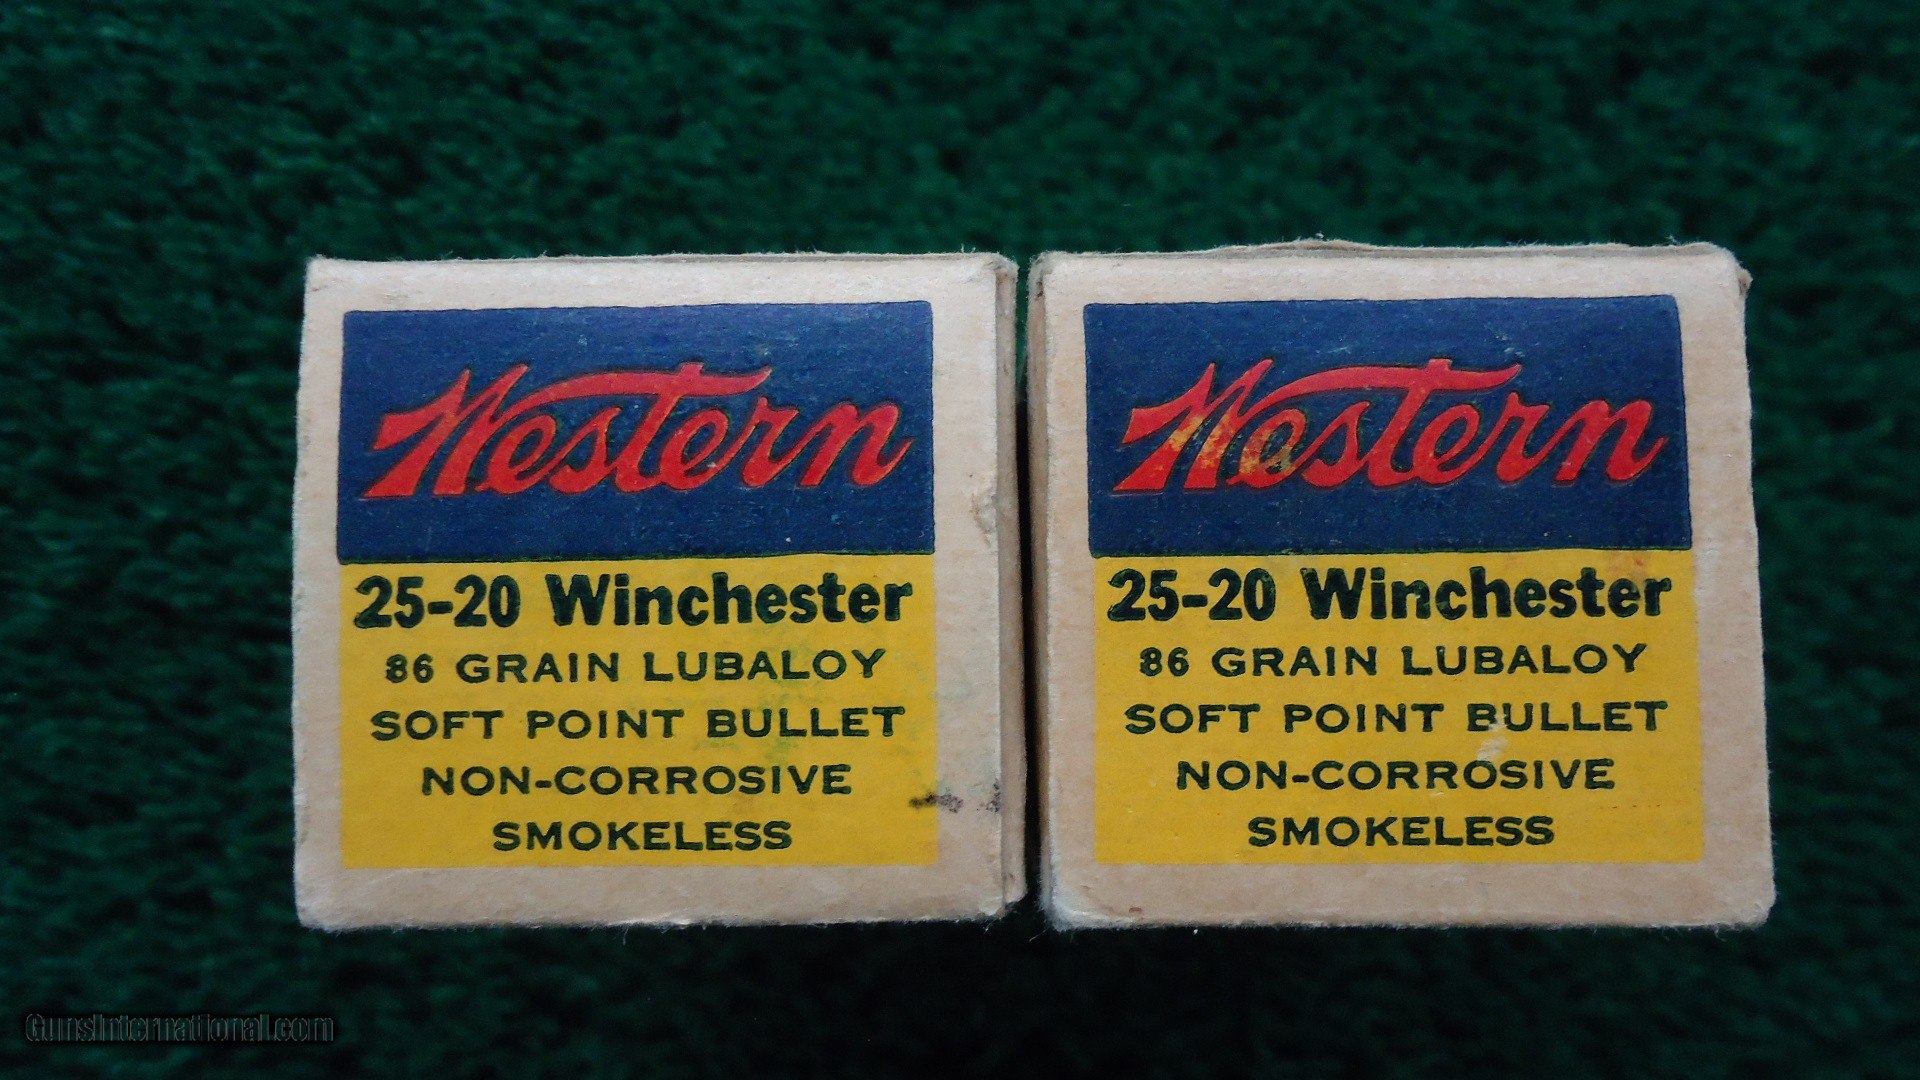 Western
25-20 Winchester
86 GRAIN LUBALOY
SOFT POINT BULLET
NON-CORROSIVE
SMOKELESS
Western
25-20 Winchester
86 GRAIN LUBALOY
SOFT POINT BULLET
NON-CORROSIVE
SMOKELESS
GunsInternational.com